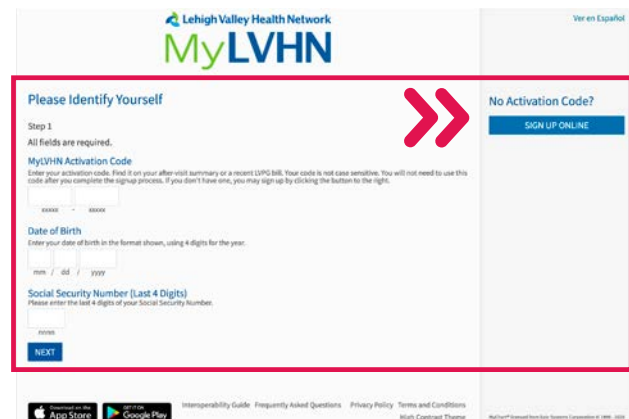 Lehigh Valley Health Network
MyLVHN
Ver en Español
Please Identify Yourself
Step 1
All fields are required.
MyLVHN Activation Code
Enter your activation code. Find it on your after-visit summary or a recent LVPG bill. Your code is not case sensitive. You will not need to use this
code after you complete the signup process. If you don't have one, you may sign up by clicking the button to the right.
xxxxx - xxxxx
Date of Birth
Enter your date of birth in the format shown, using 4 digits for the year.
mm / dd / yyyy
Social Security Number (Last 4 Digits)
Please enter the last 4 digits of your Social Security Number.
NEXT
No Activation Code?
SIGN UP ONLINE
Download on the
App Store
GET IT ON
Google Play
Interoperability Guide Frequently Asked Questions Privacy Policy Terms and Conditions
High Contrast Theme
MyChart® licensed from Epic Systems Corporation © 1999 -